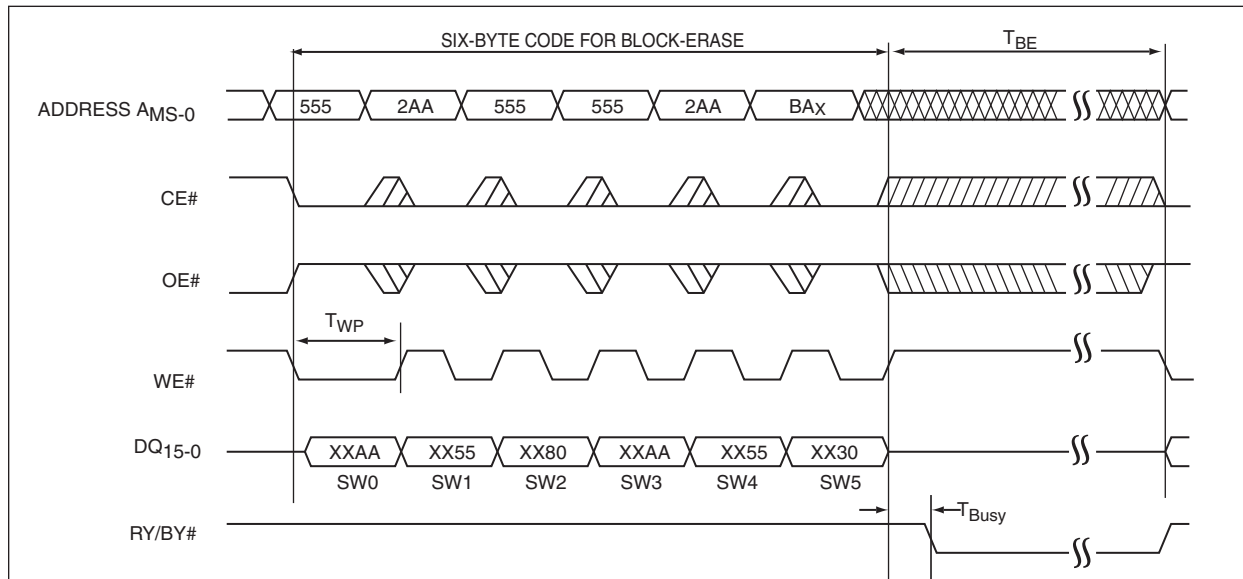 SIX-BYTE CODE FOR BLOCK-ERASE TBE
ADDRESS AMS-0 555 2AA 555 555 2AA BAX
CE#
OE#
TWP
WE#
DQ15-0 XXAA XX55 XX80 XXAA XX55 XX30
SW0 SW1 SW2 SW3 SW4 SW5
TBusy
RY/BY#